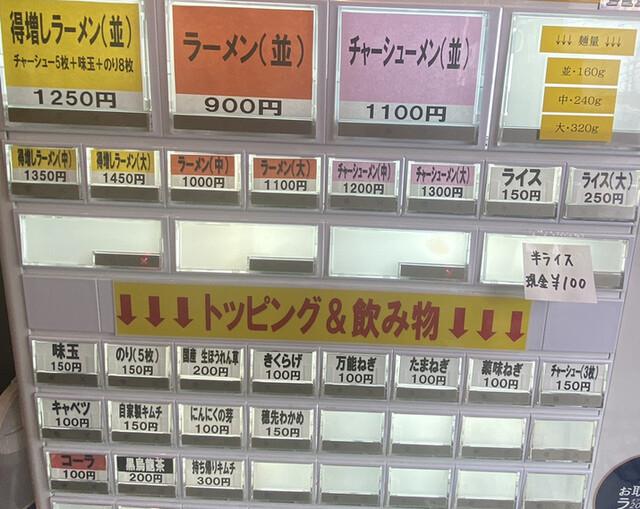 得増しラーメン(並)
チャーシュー5枚+味玉+のり8枚
1250円
ラーメン(並)
900円
チャーシューメン(並)
1100円
↓↓↓ 麺量 ↓↓↓
並・160g
中・240g
大・320g
得増しラーメン(中)
1350円
得増しラーメン(大)
1450円
ラーメン(中)
1000円
ラーメン(大)
1100円
チャーシューメン(中)
1200円
チャーシューメン(大)
1300円
ライス
150円
ライス(大)
250円
半ライス
現金¥100
↓↓↓トッピング&飲み物↓↓↓
味玉
150円
のり(5枚)
150円
国産 生ほうれん草
200円
きくらげ
100円
万能ねぎ
100円
たまねぎ
100円
薬味ねぎ
100円
チャーシュー(3枚)
150円
キャベツ
100円
自家製キムチ
150円
にんにくの芽
100円
穂先わかめ
150円
コーラ
100円
黒烏龍茶
200円
持ち帰りキムチ
300円
お取